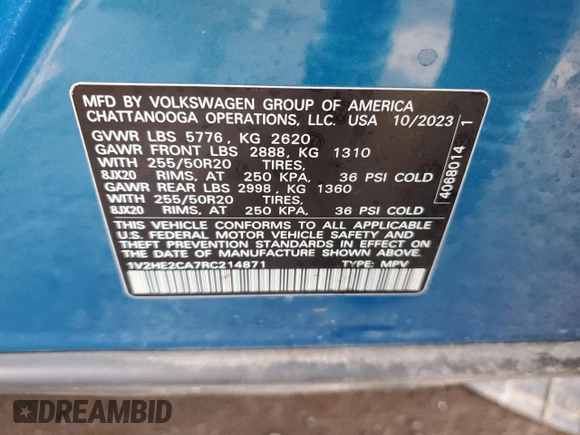 MFD BY VOLKSWAGEN GROUP OF AMERICA
CHATTANOOGA OPERATIONS, LLC. USA 10/2023
GVWR LBS 5776, KG 2620
GAWR FRONT LBS 2888, KG 1310
WITH 255/50R20 TIRES,
8JX20 RIMS, AT 250 KPA, 36 PSI COLD
GAWR REAR LBS 2998, KG 1360
WITH 255/50R20 TIRES,
8JX20 RIMS, AT 250 KPA, 36 PSI COLD
THIS VEHICLE CONFORMS TO ALL APPLICABLE
U.S. FEDERAL MOTOR VEHICLE SAFETY AND
THEFT PREVENTION STANDARDS IN EFFECT ON
THE DATE OF MANUFACTURE SHOWN ABOVE.
1V2HE2CA7RC214871 TYPE: MPV
4068014 1
DREAMBID